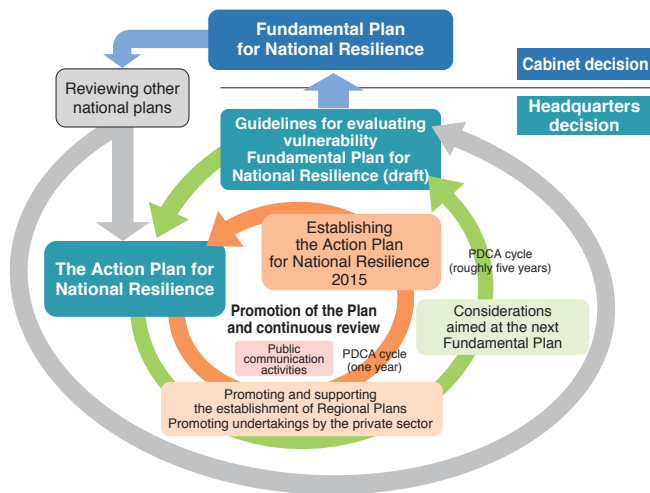 Fundamental Plan
for National Resilience
Cabinet decision
Reviewing other
national plans
Headquarters
decision
Guidelines for evaluating
vulnerability
Fundamental Plan for
National Resilience (draft)
Establishing
the Action Plan
for National Resilience
2015
PDCA cycle
(roughly five years)
The Action Plan for
National Resilience
Promotion of the Plan
and continuous review
Considerations
aimed at the next
Fundamental Plan
Public
communication
activities
PDCA cycle
(one year)
Promoting and supporting
the establishment of Regional Plans
Promoting undertakings by the private sector